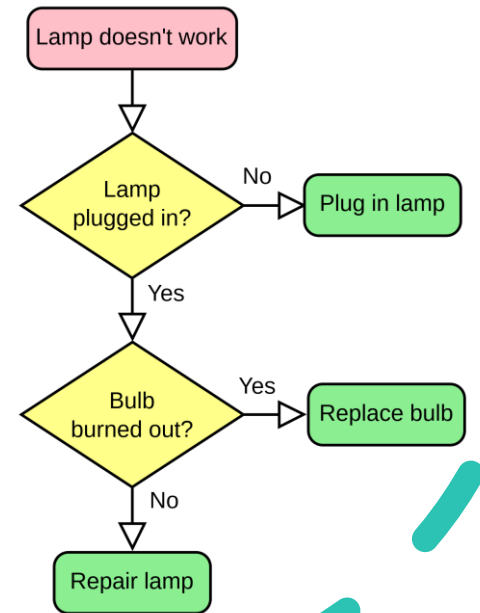 Lamp doesn't work
Lamp
plugged in?
No
Plug in lamp
Yes
Bulb
burned out?
Yes
Replace bulb
No
Repair lamp